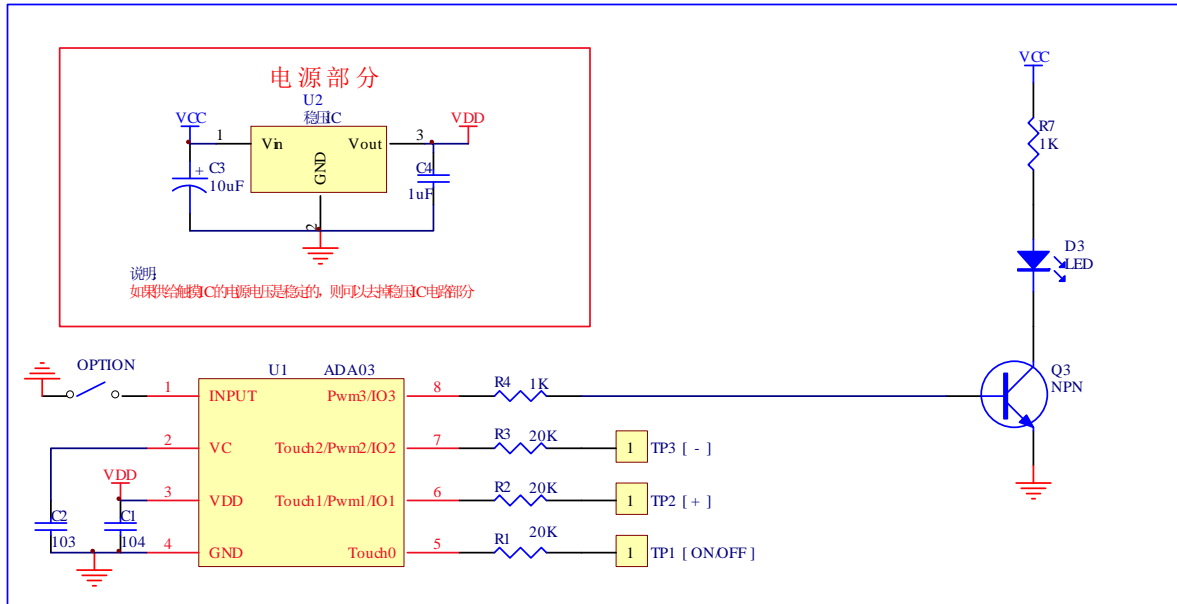 电源部分
U2
稳压IC
VCC
1
Vin
Vout
3
VDD
GND
2
C3
+
10uF
C4
1uF
说明:
如果供给触摸IC的电源电压是稳定的，则可以去掉稳压IC电路部分
VCC
R7
1K
D3
LED
Q3
NPN
OPTION
U1
ADA03
1
INPUT
Pwm3/IO3
8
R4
1K
2
VC
Touch2/Pwm2/IO2
7
R3
20K
1
TP3 [ - ]
VDD
3
VDD
Touch1/Pwm1/IO1
6
R2
20K
1
TP2 [ + ]
C2
103
C1
104
4
GND
Touch0
5
R1
20K
1
TP1 [ ON/OFF ]